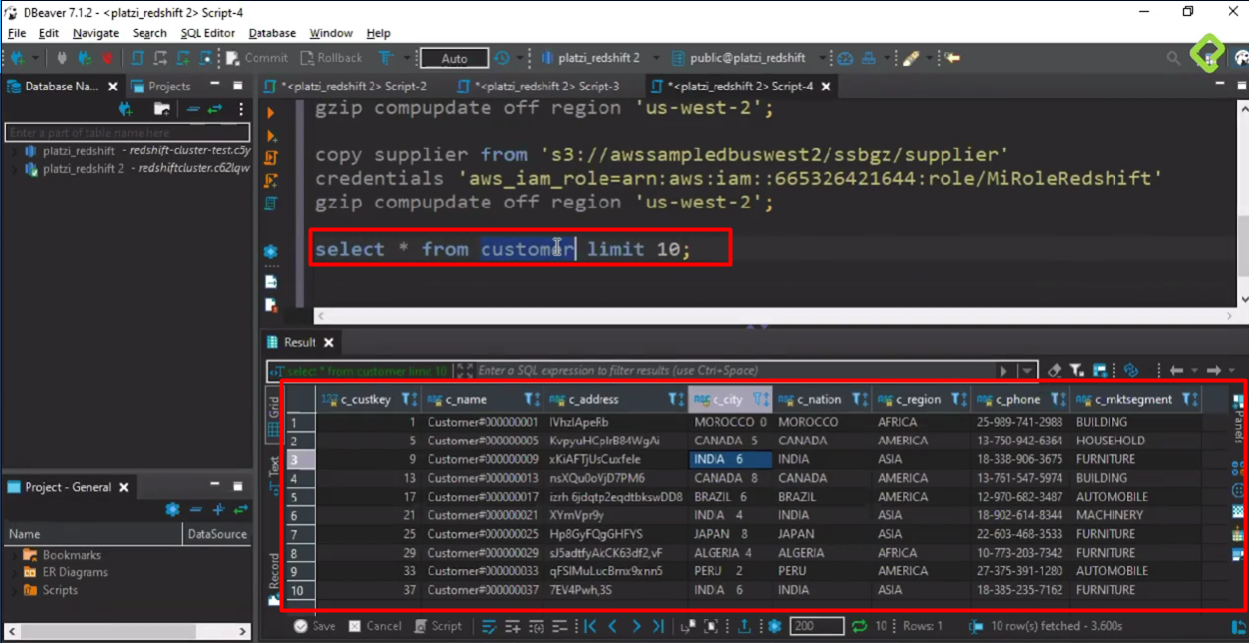 DBeaver 7.1.2 - <platzi_redshift 2> Script-4
File Edit Navigate Search SQL Editor Database Window Help
Commit Rollback Auto platzi_redshift 2 public@platzi_redshift
Database Na... Projects
Enter a part of table name here
platzi_redshift - redshift-cluster-test.c5y
platzi_redshift 2 - redshiftcluster.c62lqw
*<platzi_redshift 2> Script-2 *<platzi_redshift 2> Script-3 *<platzi_redshift 2> Script-4
gzip compupdate off region 'us-west-2';
copy supplier from 's3://awssampledbuswest2/ssbgz/supplier'
credentials 'aws_iam_role=arn:aws:iam::665326421644:role/MiRoleRedshift'
gzip compupdate off region 'us-west-2';
select * from customer limit 10;
Result
select * from customer limit 10 Enter a SQL expression to filter results (use Ctrl+Space)
Grid
Text
Record
Panels
123 c_custkey c_name c_address c_city c_nation c_region c_phone c_mktsegment
1 1 Customer#000000001 MOROCCO 0 MOROCCO AFRICA 25-989-741-2988 BUILDING
2 5 Customer#000000005 KvpyuHCplrB84WgAi CANADA 5 CANADA AMERICA 13-750-942-6364 HOUSEHOLD
3 9 Customer#000000009 xKiAFTjUsCuxfele INDIA 6 INDIA ASIA 18-338-906-3675 FURNITURE
4 13 Customer#000000013 nsXQu0oVjD7PM6 CANADA 8 CANADA AMERICA 13-761-547-5974 BUILDING
5 17 Customer#000000017 izrh 6jdqtp2eqdtbkswDD8 BRAZIL 6 BRAZIL AMERICA 12-970-682-3487 AUTOMOBILE
6 21 Customer#000000021 XYmVpr9y INDIA 4 INDIA ASIA 18-902-614-8344 MACHINERY
7 25 Customer#000000025 Hp8GyFQgGHFYS JAPAN 8 JAPAN ASIA 22-603-468-3533 FURNITURE
8 29 Customer#000000029 sJ5adtfyAkCK63df2,vF ALGERIA 4 ALGERIA AFRICA 10-773-203-7342 FURNITURE
9 33 Customer#000000033 qFSlMuLucBmx9xnn5 PERU 2 PERU AMERICA 27-375-391-1280 AUTOMOBILE
10 37 Customer#000000037 7EV4Pwh,3S INDIA 6 INDIA ASIA 18-385-235-7162 FURNITURE
Project - General
Name DataSource
Bookmarks
ER Diagrams
Scripts
Save Cancel Script 200 10 Rows: 1 10 row(s) fetched - 3.600s